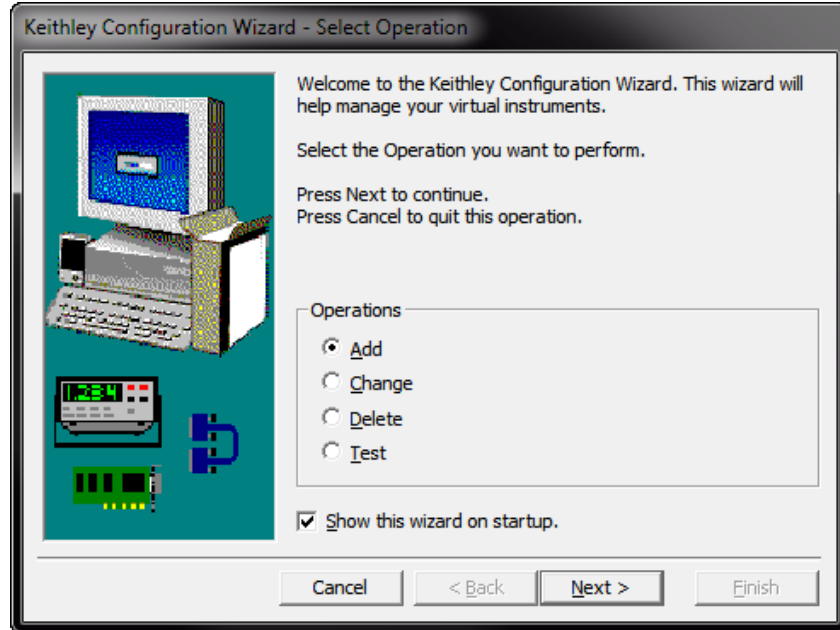 Keithley Configuration Wizard - Select Operation
Welcome to the Keithley Configuration Wizard. This wizard will
help manage your virtual instruments.
Select the Operation you want to perform.
Press Next to continue.
Press Cancel to quit this operation.
1.234
Operations
Add
Change
Delete
Test
Show this wizard on startup.
Cancel
< Back
Next >
Finish